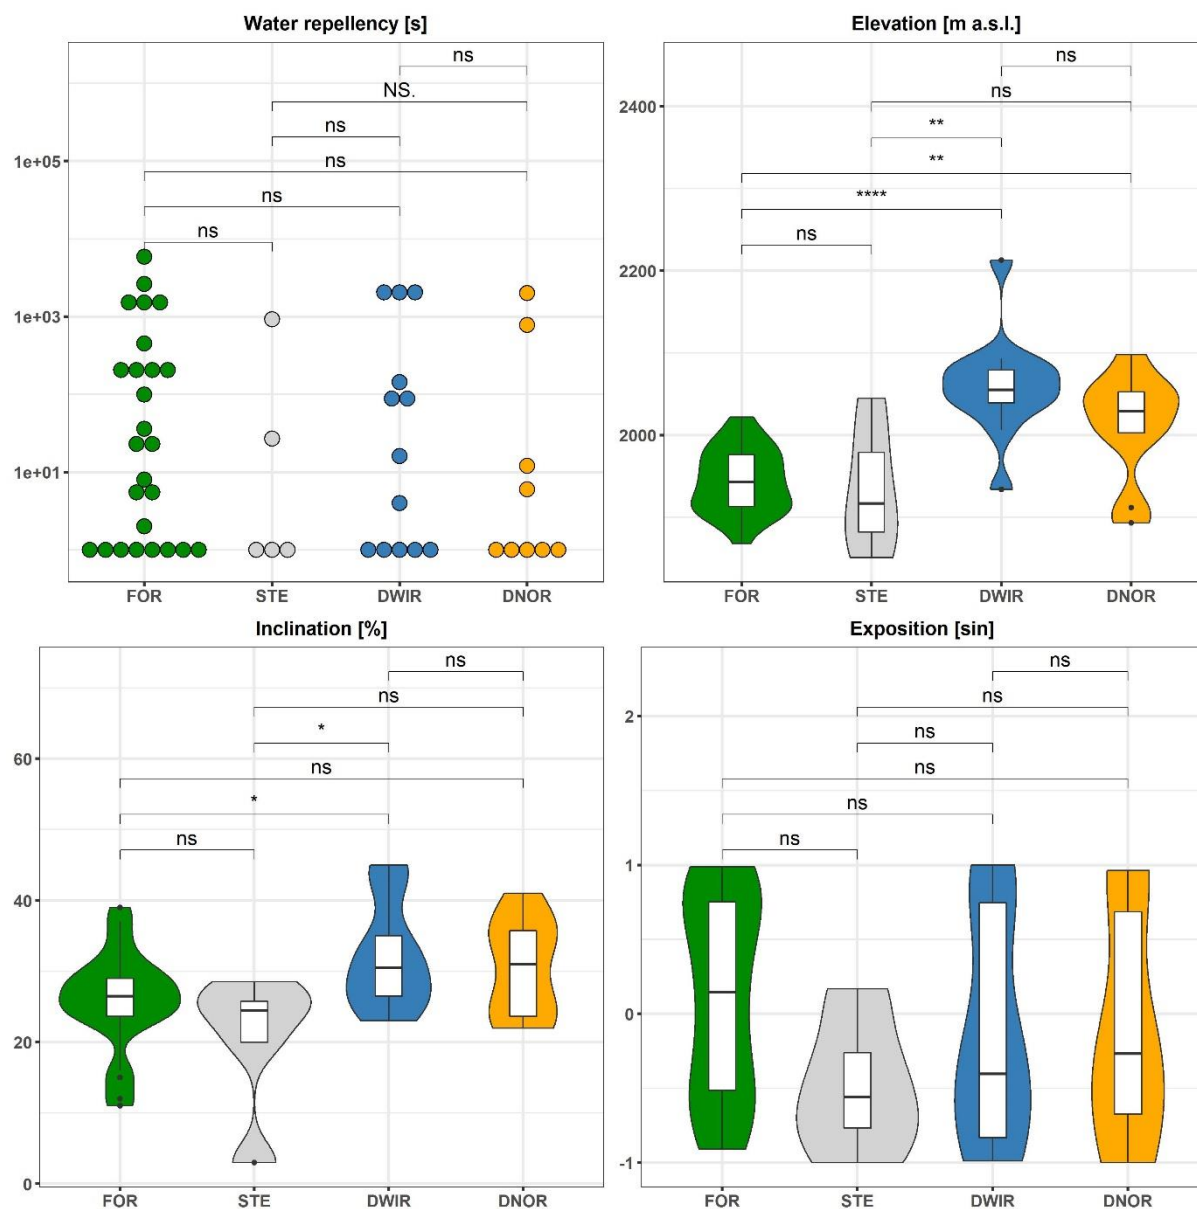 Water repellency [s]
ns
NS.
ns
ns
ns
ns
1e+05
1e+03
1e+01
FOR STE DWIR DNOR
Elevation [m a.s.l.]
ns
ns
**
**
****
ns
2400
2200
2000
FOR STE DWIR DNOR
Inclination [%]
ns
ns
*
ns
*
ns
60
40
20
0
FOR STE DWIR DNOR
Exposition [sin]
ns
ns
ns
ns
ns
ns
2
1
0
-1
FOR STE DWIR DNOR